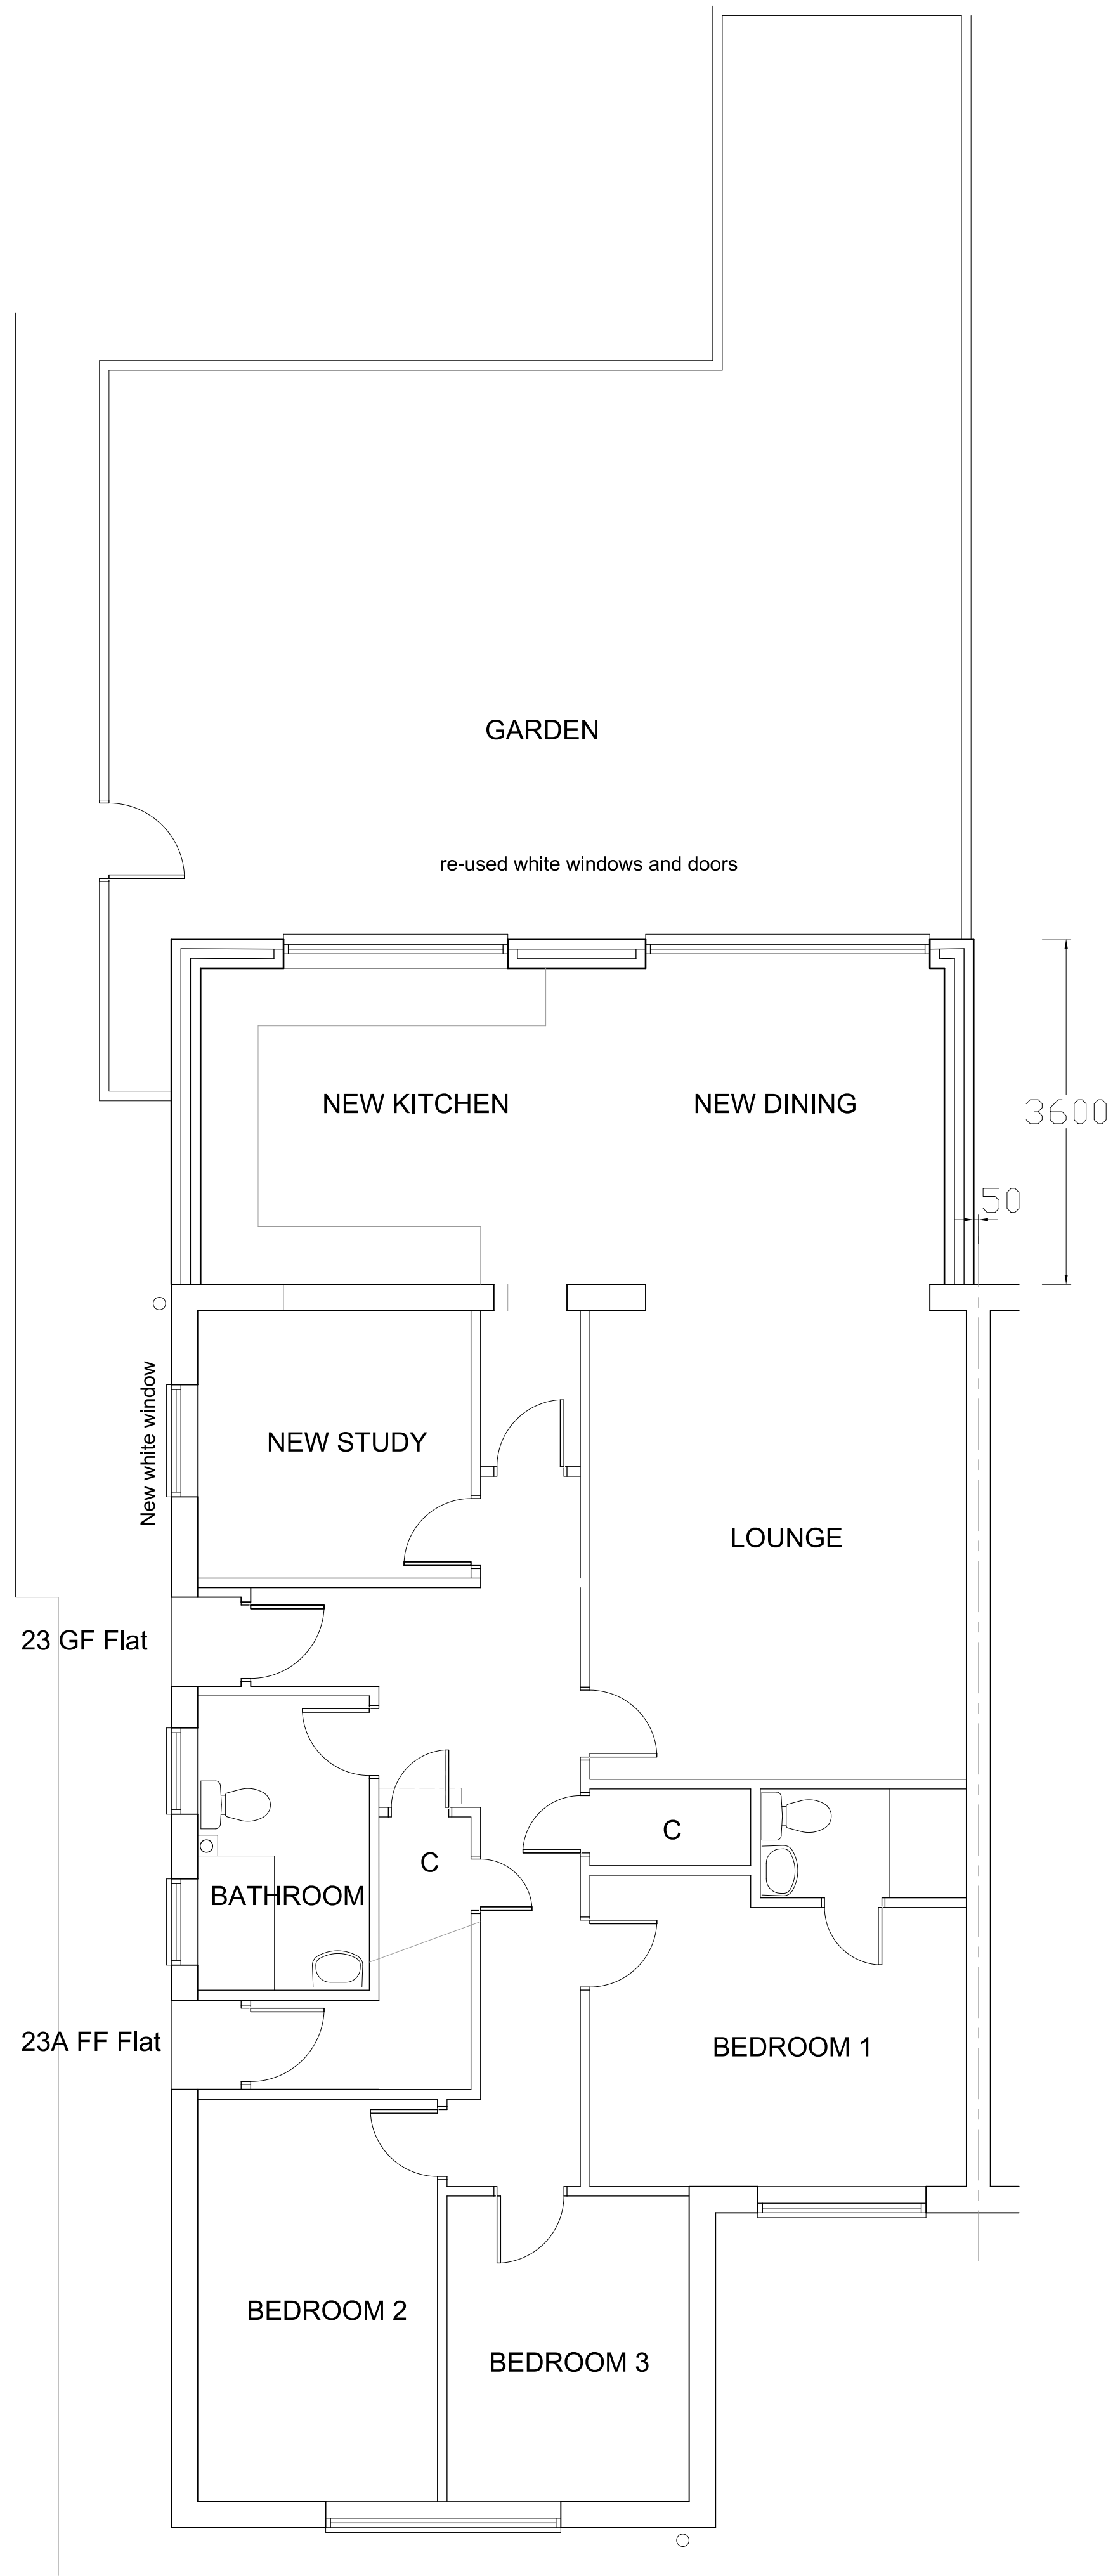 GARDEN
re-used white windows and doors
NEW KITCHEN
NEW DINING
3600
50
New white window
NEW STUDY
LOUNGE
23 GF Flat
C
C
BATHROOM
23A FF Flat
BEDROOM 1
BEDROOM 2
BEDROOM 3